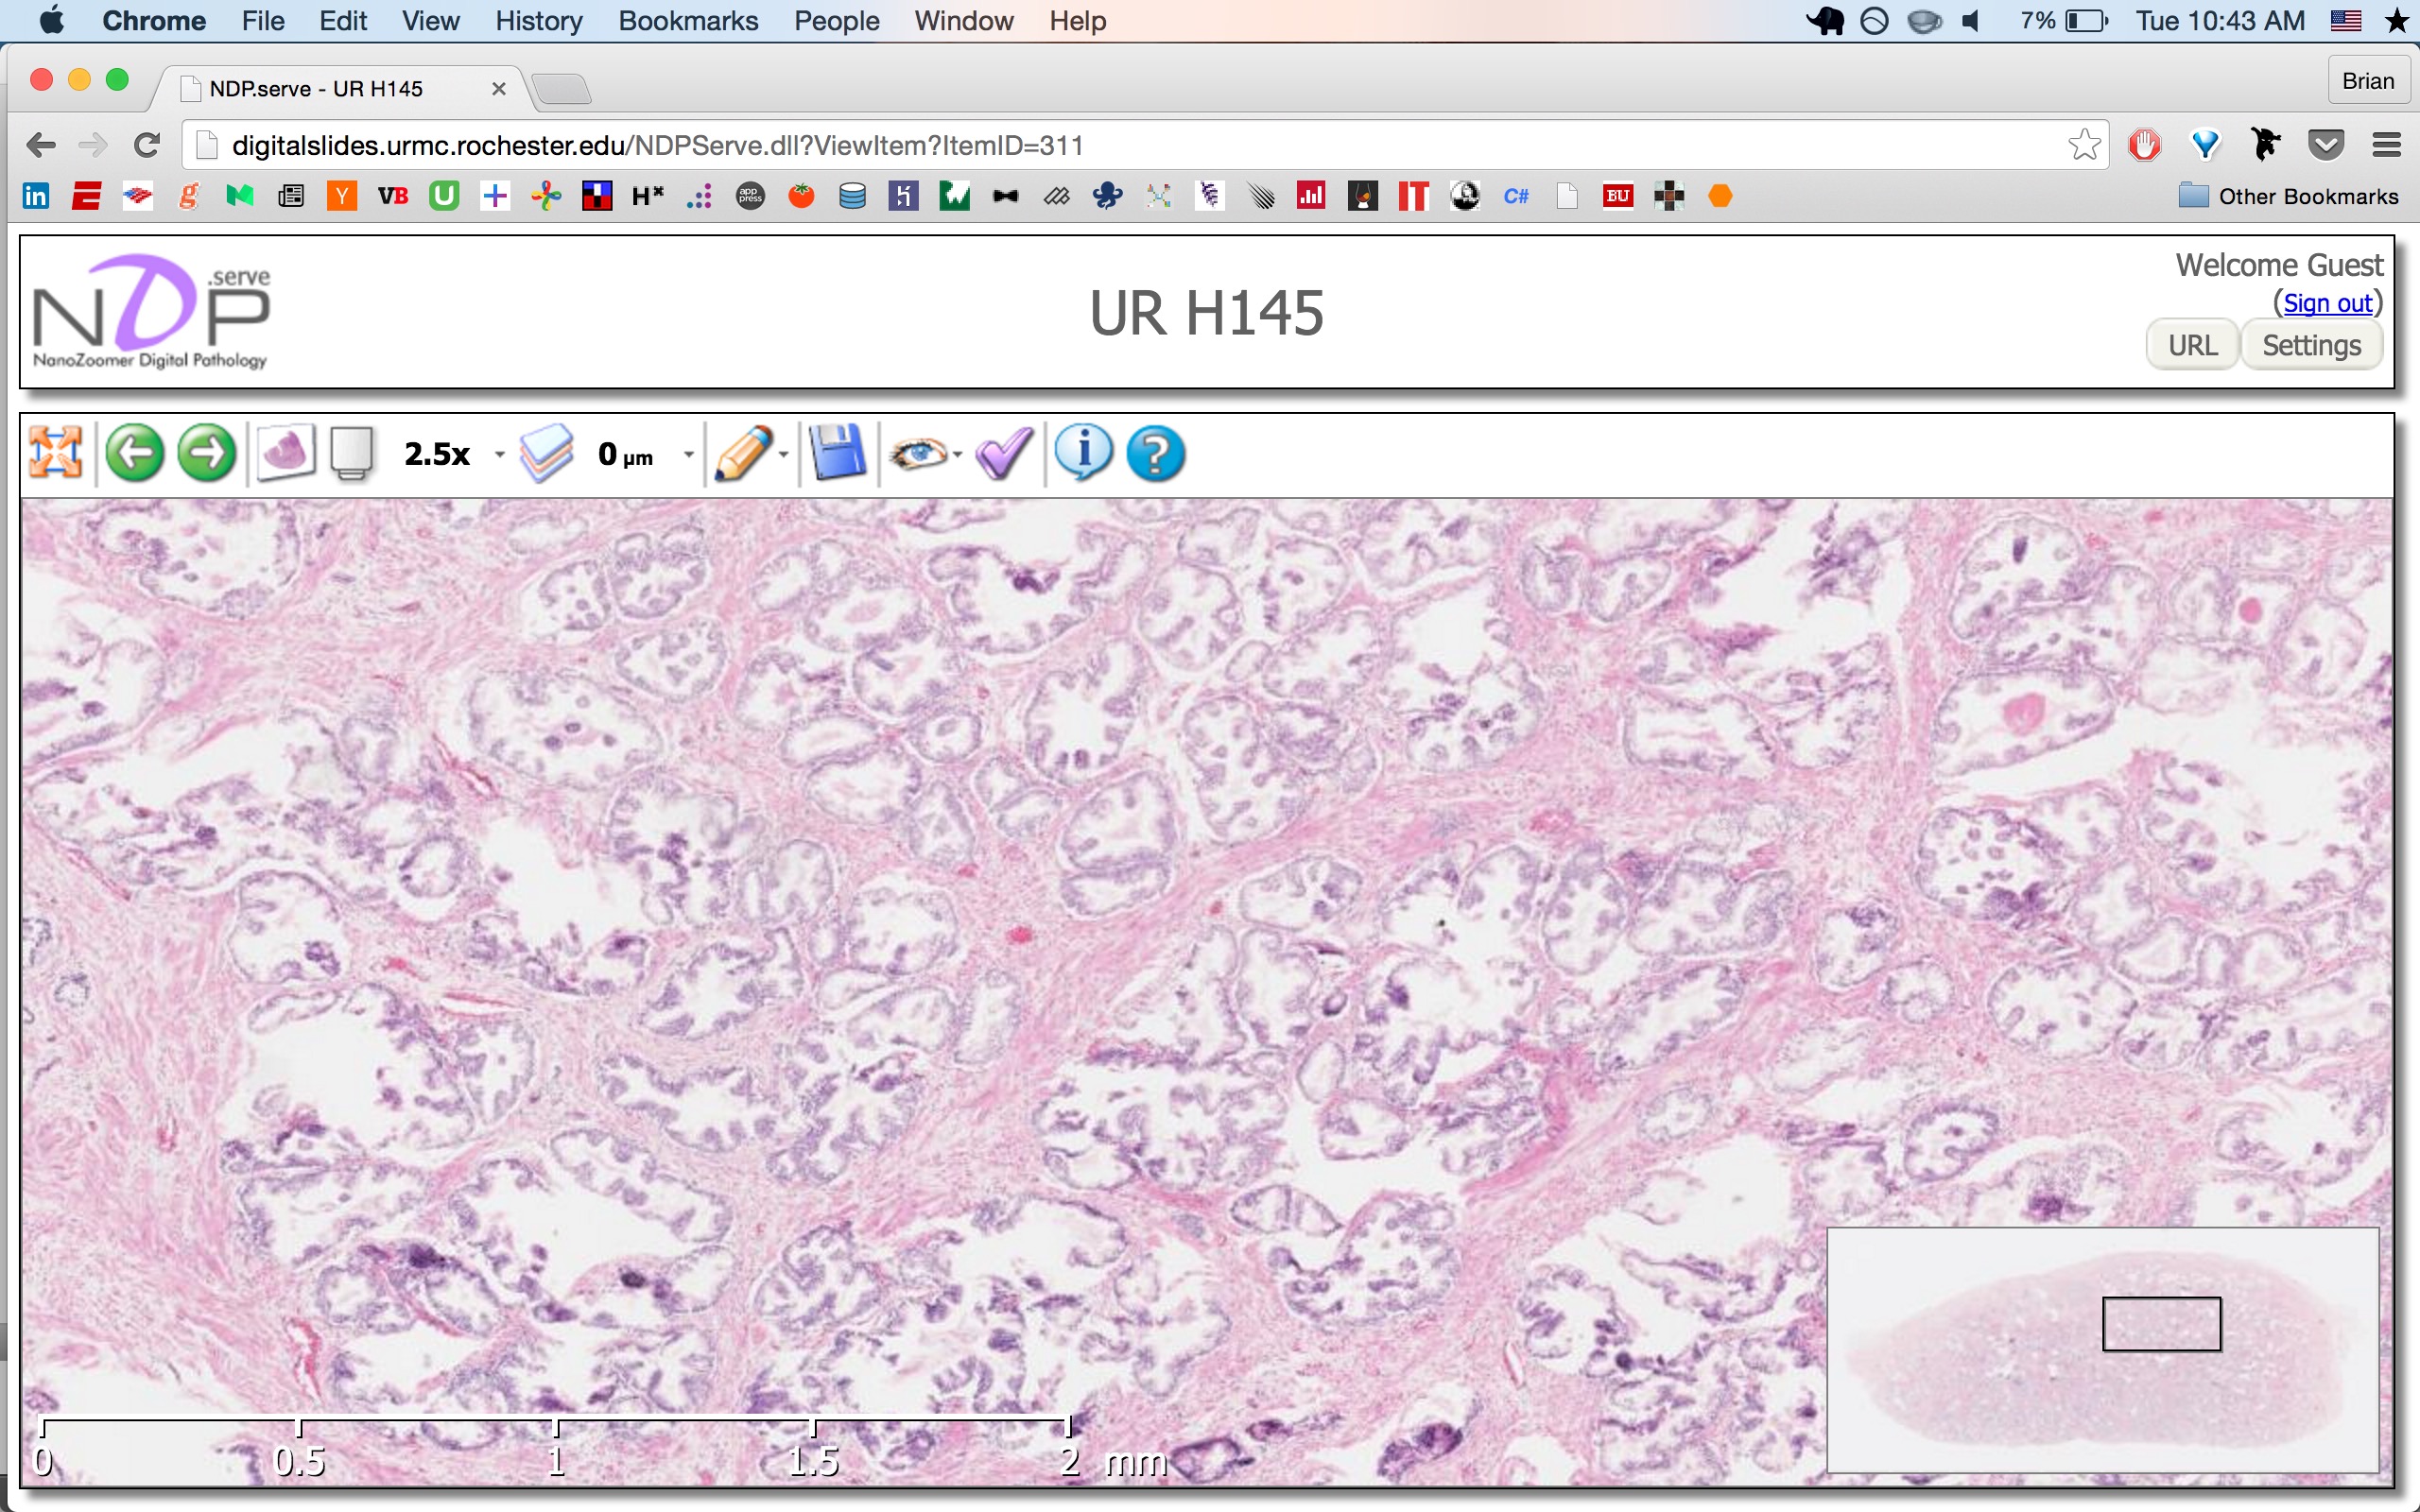 Chrome File Edit View History Bookmarks People Window Help 7% Tue 10:43 AM
NDP.serve - UR H145 Brian
digitalslides.urmc.rochester.edu/NDPServe.dll?ViewItem?ItemID=311
in E g Y VB U H* app press IT C# BU Other Bookmarks
NDP .serve
NanoZoomer Digital Pathology
UR H145
Welcome Guest
(Sign out)
URL Settings
2.5x 0 µm
0 0.5 1 1.5 2 mm